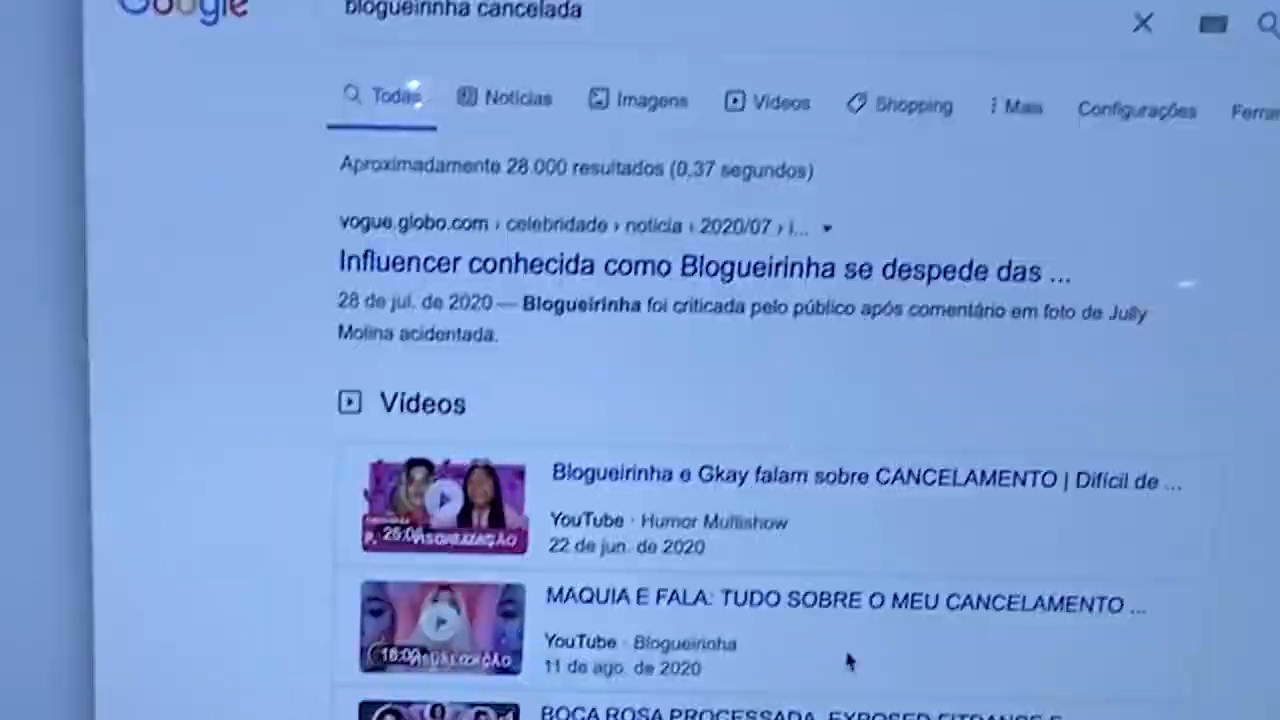 Google
blogueirinha cancelada
Todas Notícias Imagens Vídeos Shopping Mais Configurações
Aproximadamente 28.000 resultados (0,37 segundos)
vogue.globo.com › celebridade › noticia › 2020/07 › i...
Influencer conhecida como Blogueirinha se despede das ...
28 de jul. de 2020 — Blogueirinha foi criticada pelo público após comentário em foto de Jully
Molina acidentada.
Vídeos
Blogueirinha e Gkay falam sobre CANCELAMENTO | Difícil de ...
YouTube · Humor Multishow
22 de jun. de 2020
MAQUIA E FALA: TUDO SOBRE O MEU CANCELAMENTO ...
YouTube · Blogueirinha
11 de ago. de 2020
BOCA ROSA PROCESSADA, EXPOSED